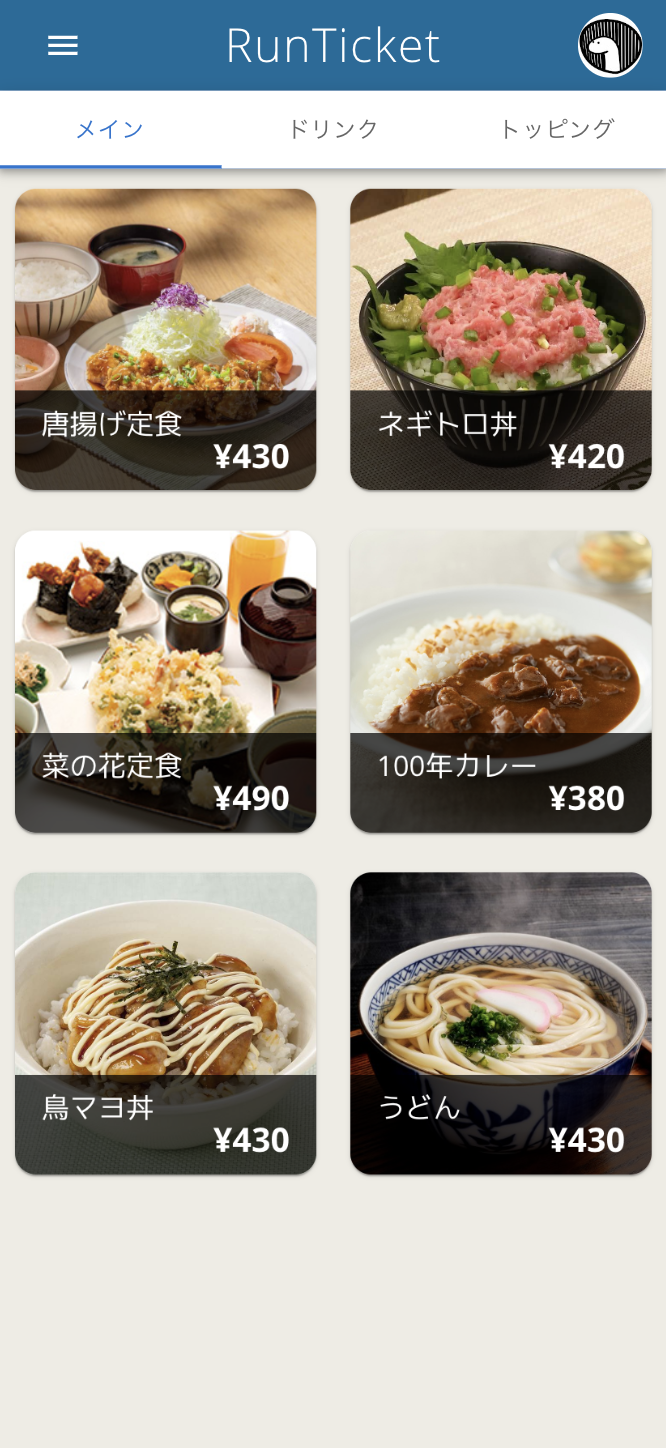 RunTicket
メイン
ドリンク
トッピング
唐揚げ定食
¥430
ネギトロ丼
¥420
菜の花定食
¥490
100年カレー
¥380
鳥マヨ丼
¥430
うどん
¥430